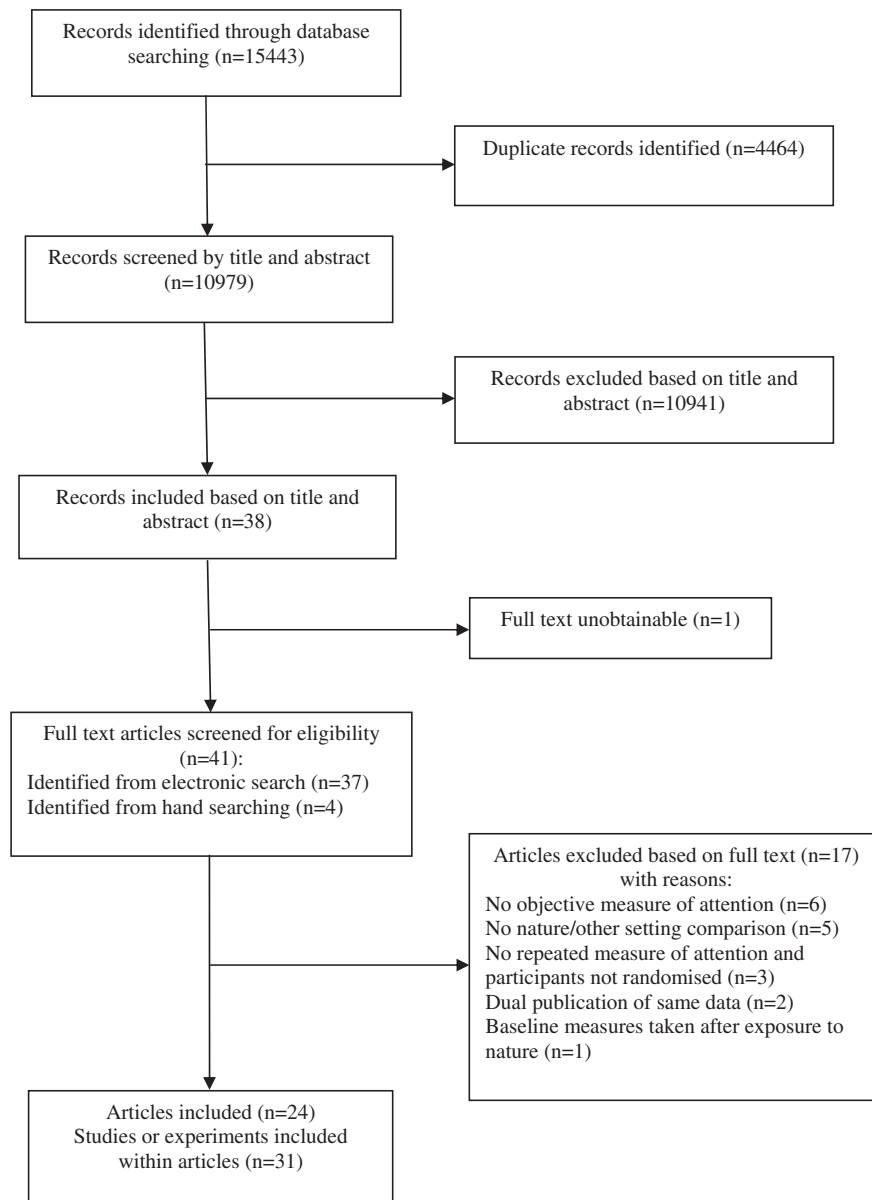 Records identified through database
searching (n=15443)
Duplicate records identified (n=4464)
Records screened by title and abstract
(n=10979)
Records excluded based on title and
abstract (n=10941)
Records included based on title and
abstract (n=38)
Full text unobtainable (n=1)
Full text articles screened for eligibility
(n=41):
Identified from electronic search (n=37)
Identified from hand searching (n=4)
Articles excluded based on full text (n=17)
with reasons:
No objective measure of attention (n=6)
No nature/other setting comparison (n=5)
No repeated measure of attention and
participants not randomised (n=3)
Dual publication of same data (n=2)
Baseline measures taken after exposure to
nature (n=1)
Articles included (n=24)
Studies or experiments included
within articles (n=31)